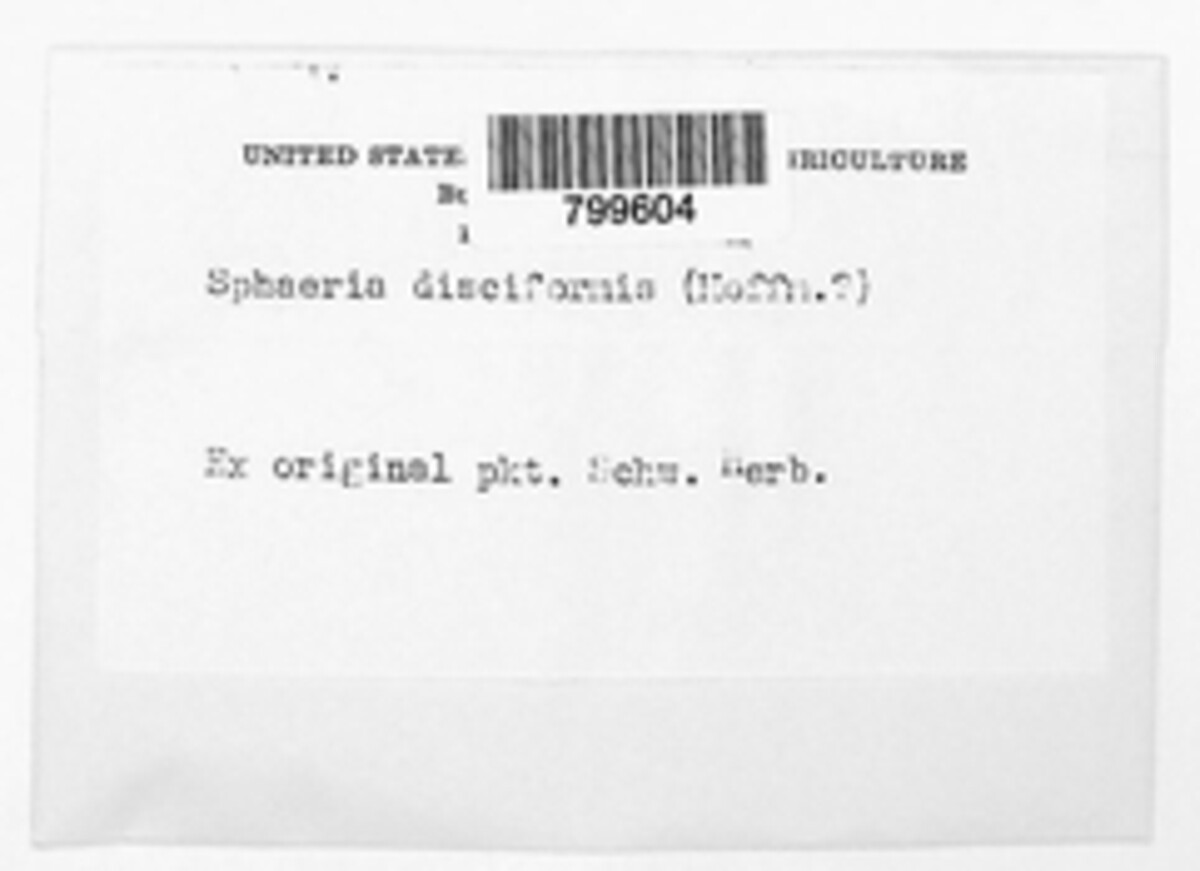 UNITED STATE RICULTURE
799604
Sphaeria disciformis (Hoffm.?)
Ex original pkt. Schw. Herb.